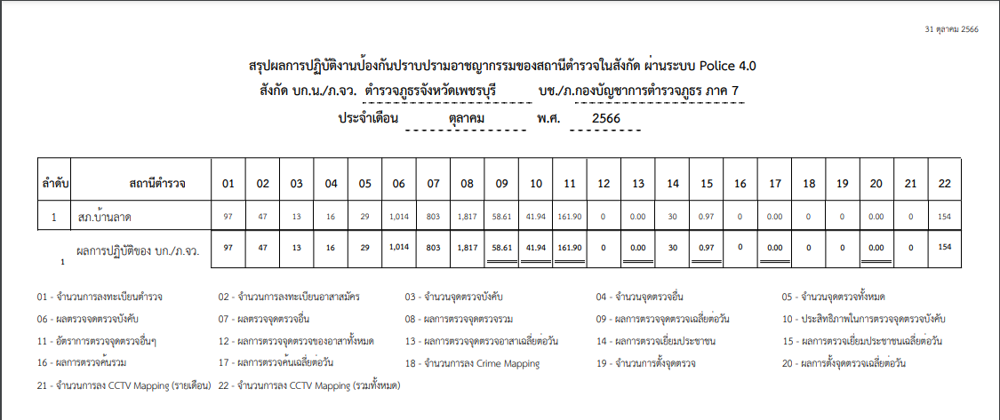 31 ตุลาคม 2566
สรุปผลการปฏิบัติงานป้องกันปราบปรามอาชญากรรมของสถานีตำรวจในสังกัด ผ่านระบบ Police 4.0
สังกัด บก.น./ภ.จว. ตำรวจภูธรจังหวัดเพชรบุรี บช./ภ.กองบัญชาการตำรวจภูธร ภาค 7
ประจำเดือน ตุลาคม พ.ศ. 2566
ลำดับ สถานีตำรวจ 01 02 03 04 05 06 07 08 09 10 11 12 13 14 15 16 17 18 19 20 21 22
1 สภ.บ้านลาด 97 47 13 16 29 1,014 803 1,817 58.61 41.94 161.90 0 0.00 30 0.97 0 0.00 0 0 0.00 0 154
1 ผลการปฏิบัติของ บก./ภ.จว. 97 47 13 16 29 1,014 803 1,817 58.61 41.94 161.90 0 0.00 30 0.97 0 0.00 0 0 0.00 0 154
01 - จำนวนการลงทะเบียนตำรวจ 02 - จำนวนการลงทะเบียนอาสาสมัคร 03 - จำนวนจุดตรวจบังคับ 04 - จำนวนจุดตรวจอื่น 05 - จำนวนจุดตรวจทั้งหมด
06 - ผลตรวจจุดตรวจบังคับ 07 - ผลตรวจจุดตรวจอื่น 08 - ผลการตรวจจุดตรวจรวม 09 - ผลการตรวจจุดตรวจเฉลี่ยต่อวัน 10 - ประสิทธิภาพในการตรวจจุดตรวจบังคับ
11 - อัตราการตรวจจุดตรวจอื่นๆ 12 - ผลการตรวจจุดตรวจของอาสาทั้งหมด 13 - ผลการตรวจจุดตรวจอาสาเฉลี่ยต่อวัน 14 - ผลการตรวจเยี่ยมประชาชน 15 - ผลการตรวจเยี่ยมประชาชนเฉลี่ยต่อวัน
16 - ผลการตรวจค้นรวม 17 - ผลการตรวจค้นเฉลี่ยต่อวัน 18 - จำนวนการลง Crime Mapping 19 - จำนวนการตั้งจุดตรวจ 20 - ผลการตั้งจุดตรวจเฉลี่ยต่อวัน
21 - จำนวนการลง CCTV Mapping (รายเดือน) 22 - จำนวนการลง CCTV Mapping (รวมทั้งหมด)